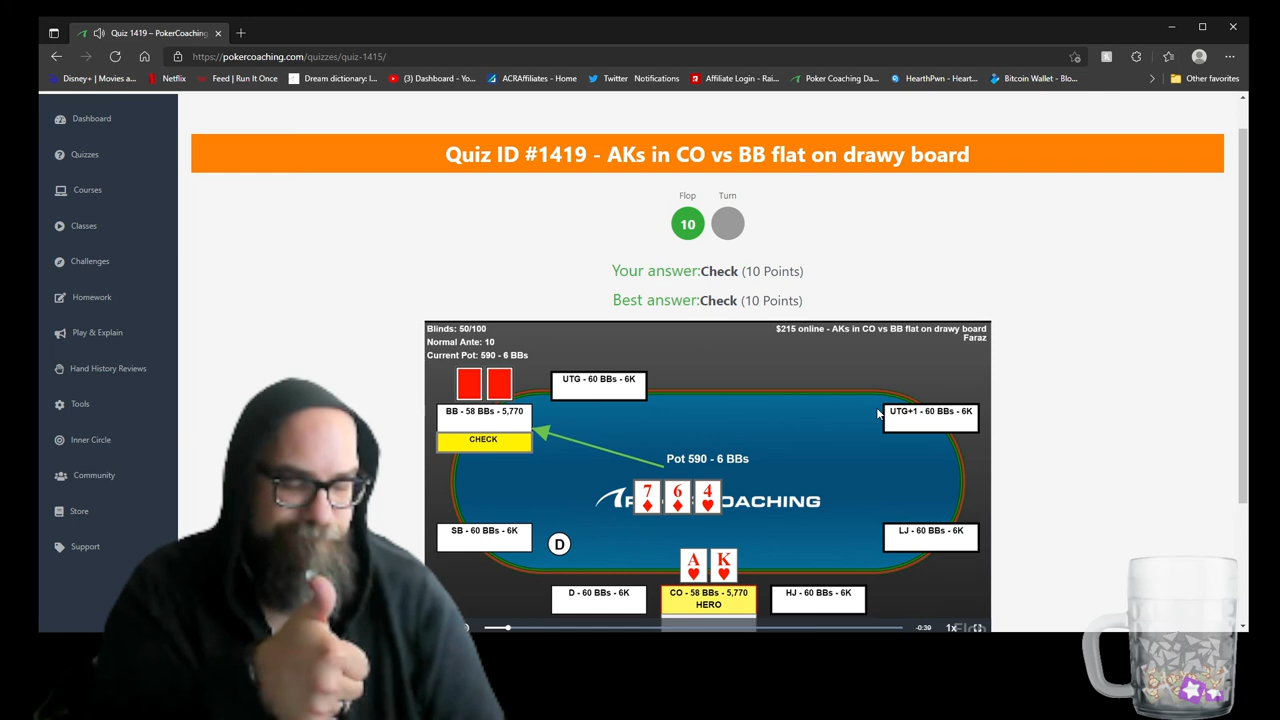 Quiz 1419 – PokerCoaching
https://pokercoaching.com/quizzes/quiz-1415/
Disney+ | Movies a...
Netflix
Feed | Run It Once
Dream dictionary: I...
(3) Dashboard - Yo...
ACRAffiliates - Home
Twitter
Notifications
Affiliate Login - Rai...
Poker Coaching Da...
HearthPwn - Heart...
Bitcoin Wallet - Blo...
Other favorites
Dashboard
Quizzes
Courses
Classes
Challenges
Homework
Play & Explain
Hand History Reviews
Tools
Inner Circle
Community
Store
Support
Quiz ID #1419 - AKs in CO vs BB flat on drawy board
Flop
Turn
10
Your answer:Check (10 Points)
Best answer:Check (10 Points)
Blinds: 50/100
Normal Ante: 10
Current Pot: 590 - 6 BBs
$215 online - AKs in CO vs BB flat on drawy board
Faraz
UTG - 60 BBs - 6K
BB - 58 BBs - 5,770
CHECK
UTG+1 - 60 BBs - 6K
Pot 590 - 6 BBs
7
6
4
OACHING
SB - 60 BBs - 6K
D
LJ - 60 BBs - 6K
A
K
D - 60 BBs - 6K
CO - 58 BBs - 5,770
HERO
HJ - 60 BBs - 6K
-0:39
1x